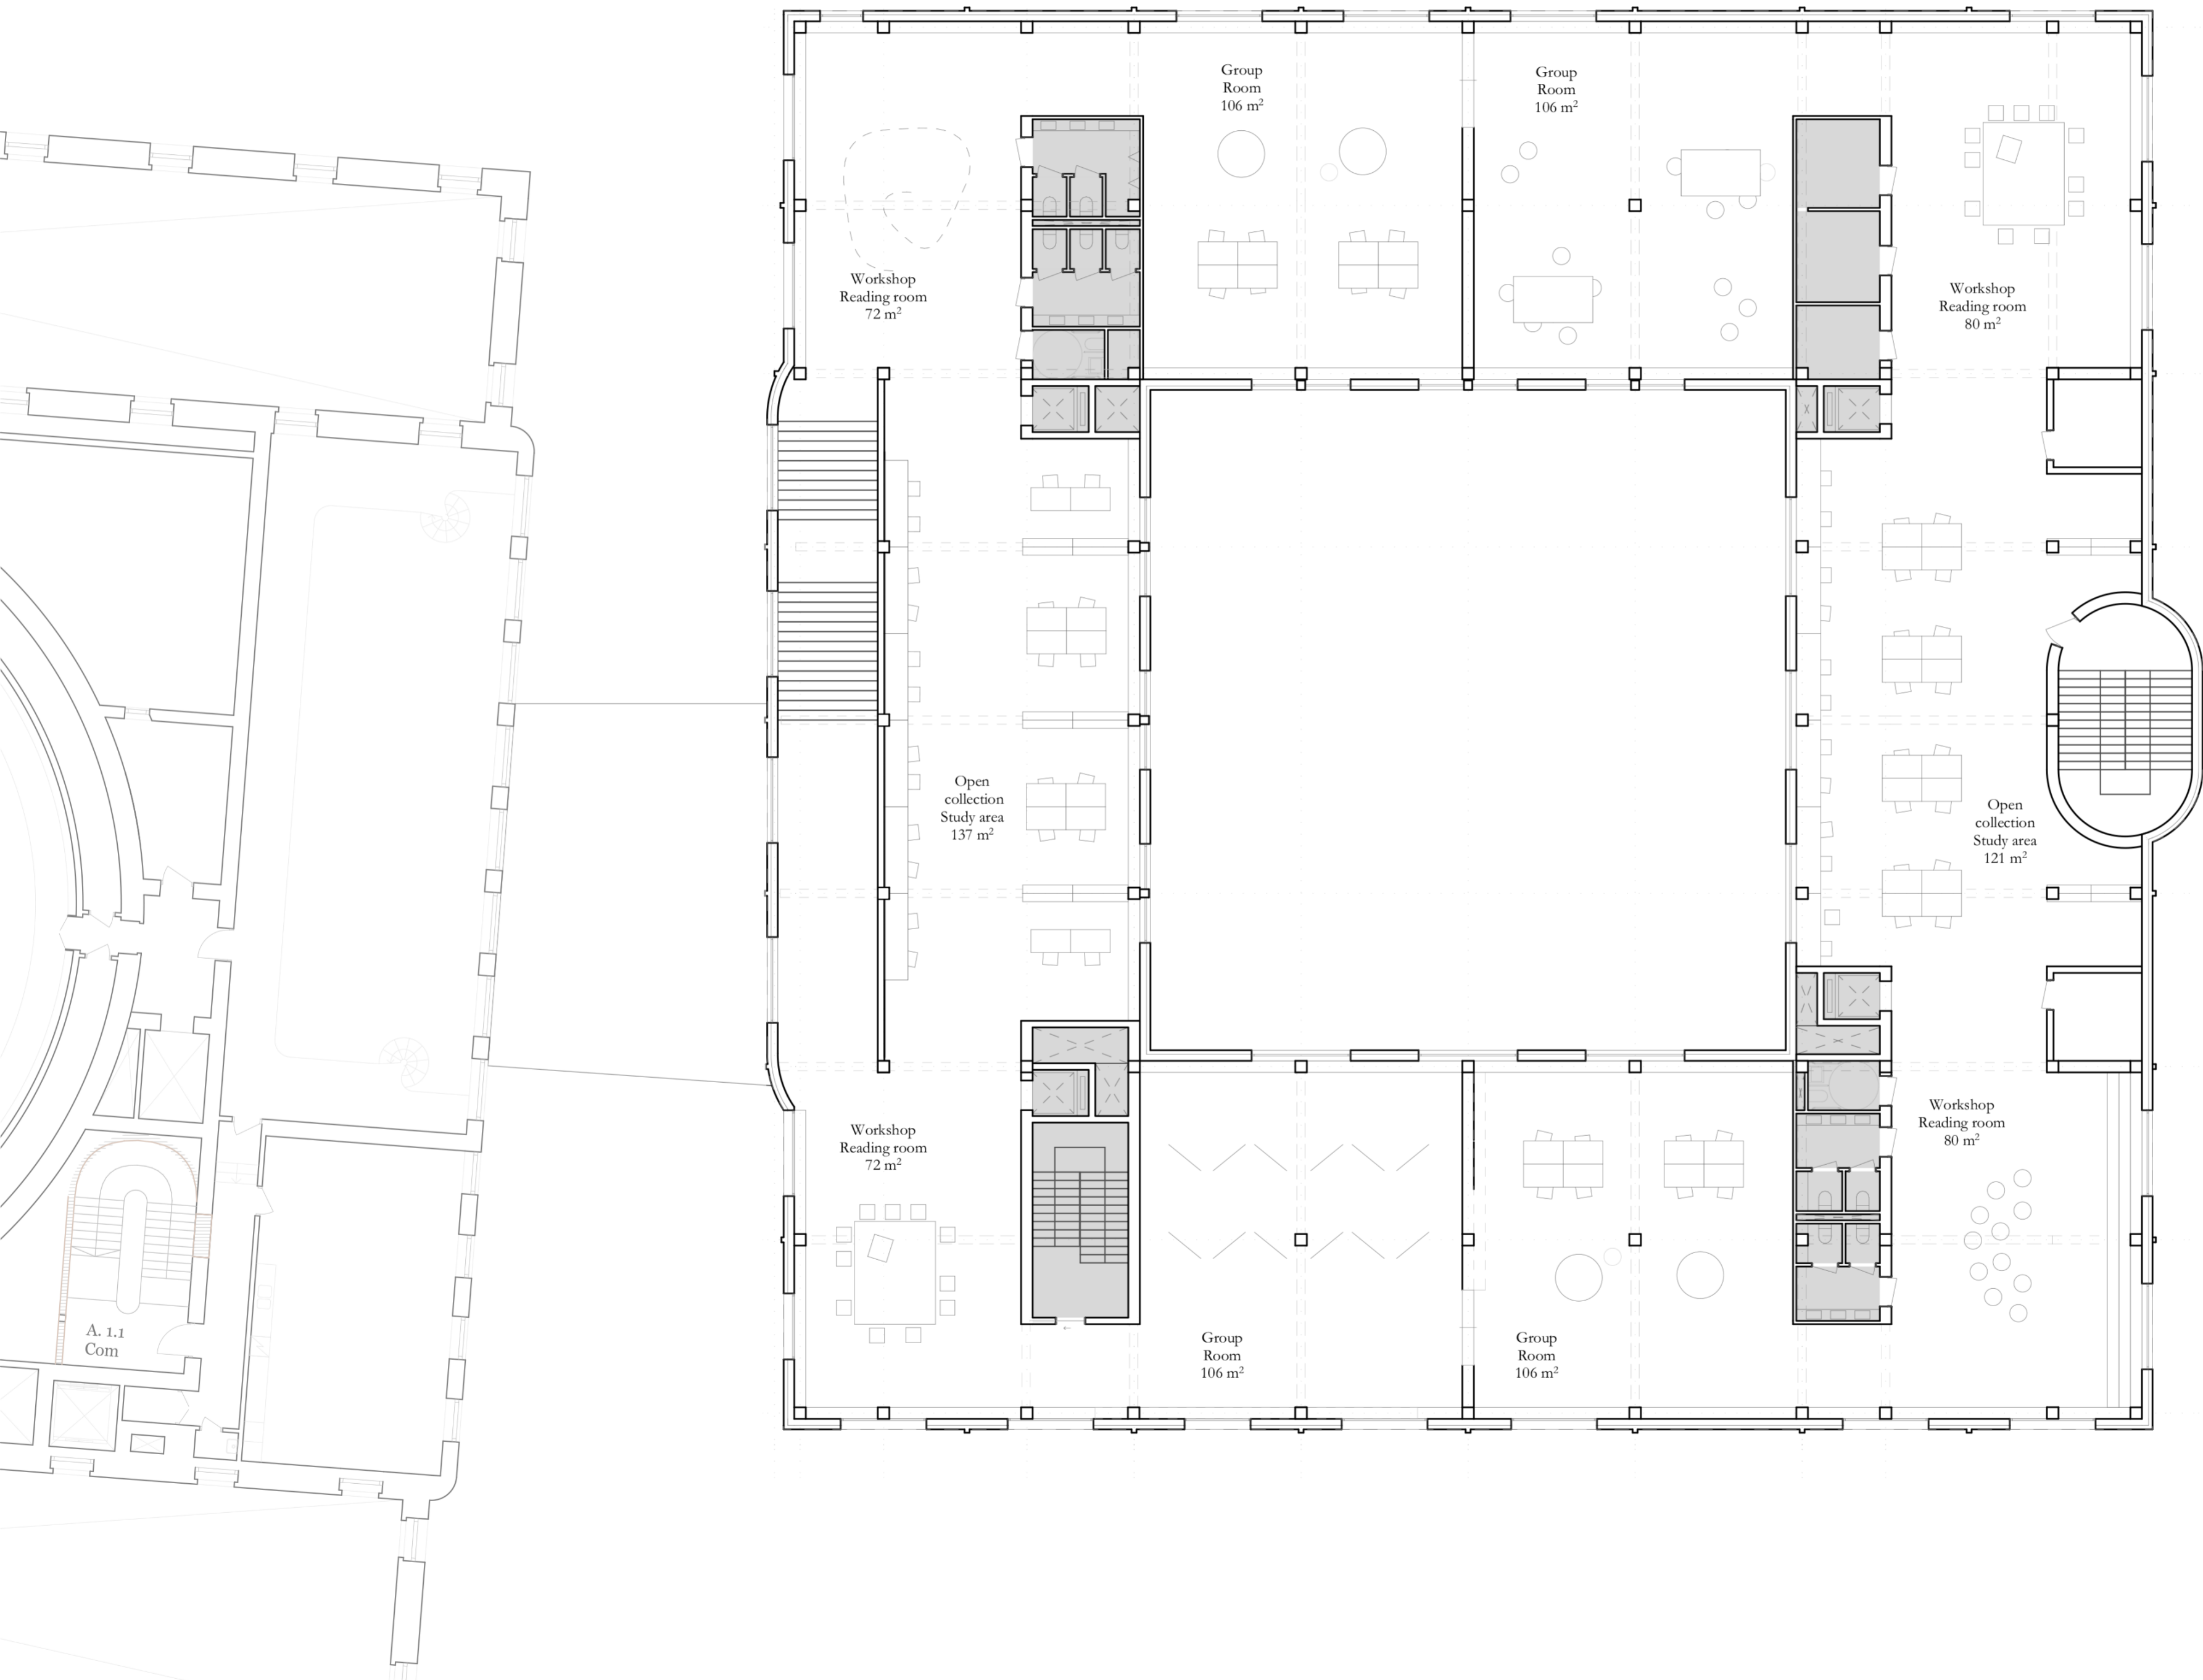 Group
Room
106 m²
Group
Room
106 m²
Workshop
Reading room
72 m²
Workshop
Reading room
80 m²
Open
collection
Study area
137 m²
Open
collection
Study area
121 m²
Workshop
Reading room
72 m²
Workshop
Reading room
80 m²
A. 1.1
Com
Group
Room
106 m²
Group
Room
106 m²